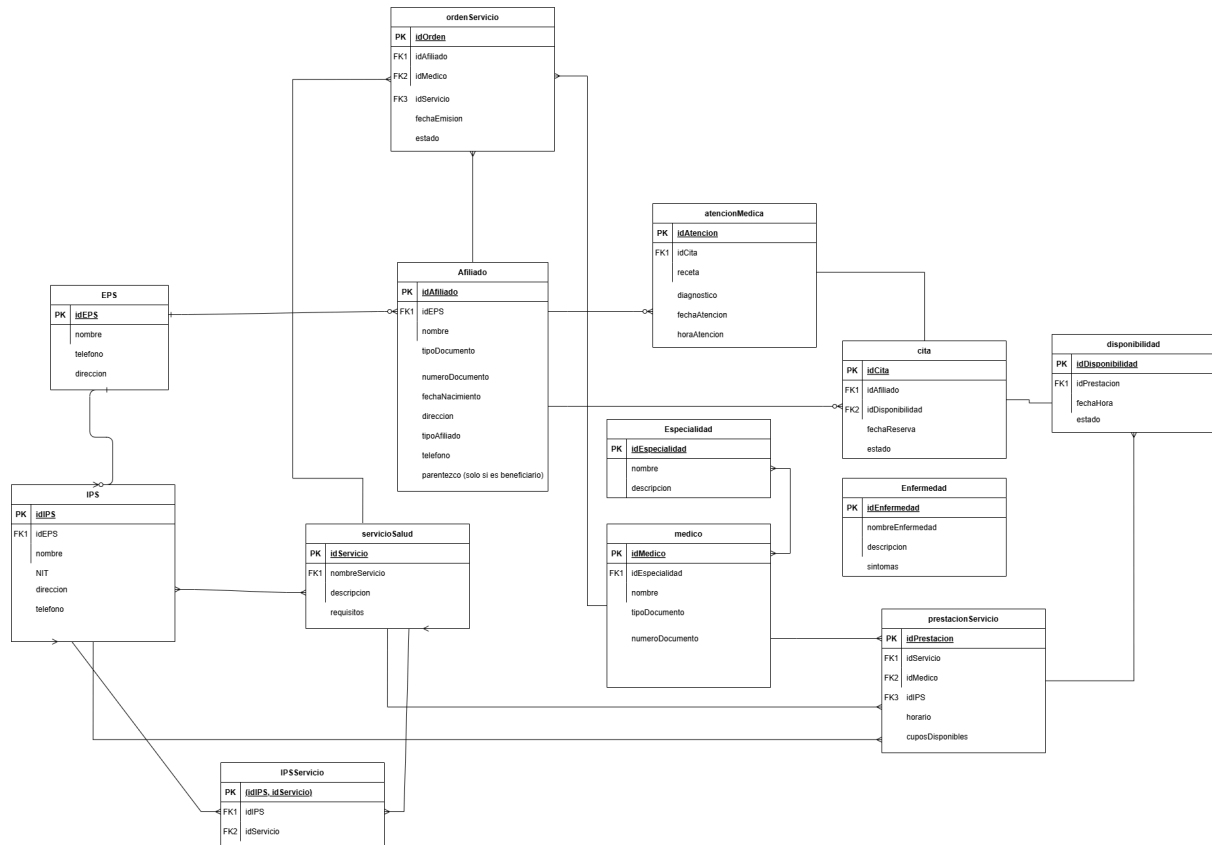 ordenServicio
PK idOrden
FK1 idAfiliado
FK2 idMedico
FK3 idServicio
fechaEmision
estado
atencionMedica
PK idAtencion
FK1 idCita
receta
diagnostico
fechaAtencion
horaAtencion
Afiliado
PK idAfiliado
FK1 idEPS
nombre
tipoDocumento
numeroDocumento
fechaNacimiento
direccion
tipoAfiliado
telefono
parentezco (solo si es beneficiario)
EPS
PK idEPS
nombre
telefono
direccion
cita
PK idCita
FK1 idAfiliado
FK2 idDisponibilidad
fechaReserva
estado
disponibilidad
PK idDisponibilidad
FK1 idPrestacion
fechaHora
estado
Especialidad
PK idEspecialidad
nombre
descripcion
Enfermedad
PK idEnfermedad
nombreEnfermedad
descripcion
sintomas
IPS
PK idIPS
FK1 idEPS
nombre
NIT
direccion
telefono
servicioSalud
PK idServicio
FK1 nombreServicio
descripcion
requisitos
medico
PK idMedico
FK1 idEspecialidad
nombre
tipoDocumento
numeroDocumento
prestacionServicio
PK idPrestacion
FK1 idServicio
FK2 idMedico
FK3 idIPS
horario
cuposDisponibles
IPSServicio
PK (idIPS, idServicio)
FK1 idIPS
FK2 idServicio